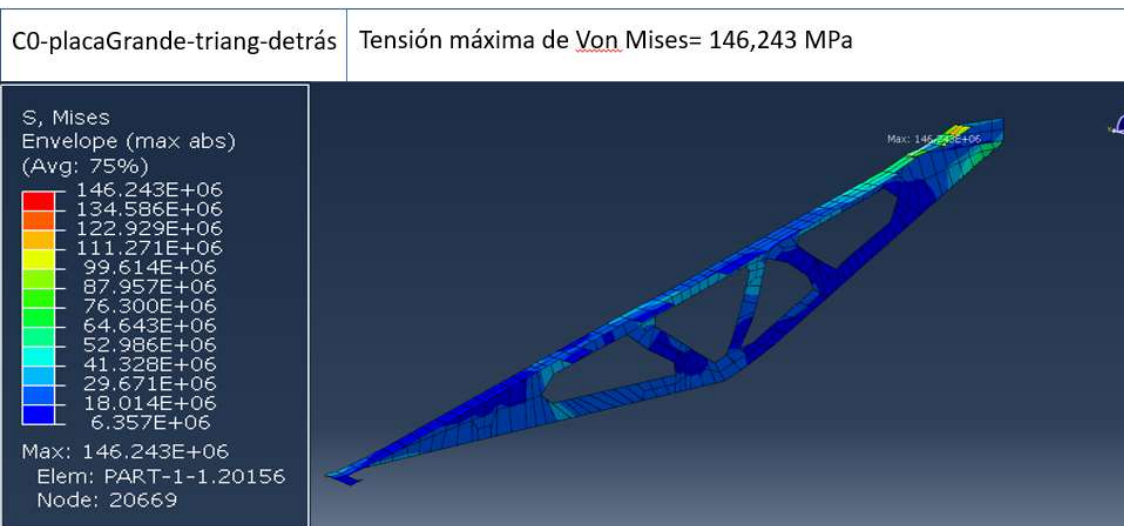 C0-placaGrande-triang-detrás
Tensión máxima de Von Mises= 146,243 MPa
S, Mises
Envelope (max abs)
(Avg: 75%)
146.243E+06
134.586E+06
122.929E+06
111.271E+06
99.614E+06
87.957E+06
76.300E+06
64.643E+06
52.986E+06
41.328E+06
29.671E+06
18.014E+06
6.357E+06
Max: 146.243E+06
Elem: PART-1-1.20156
Node: 20669
Max: 146.243E+06